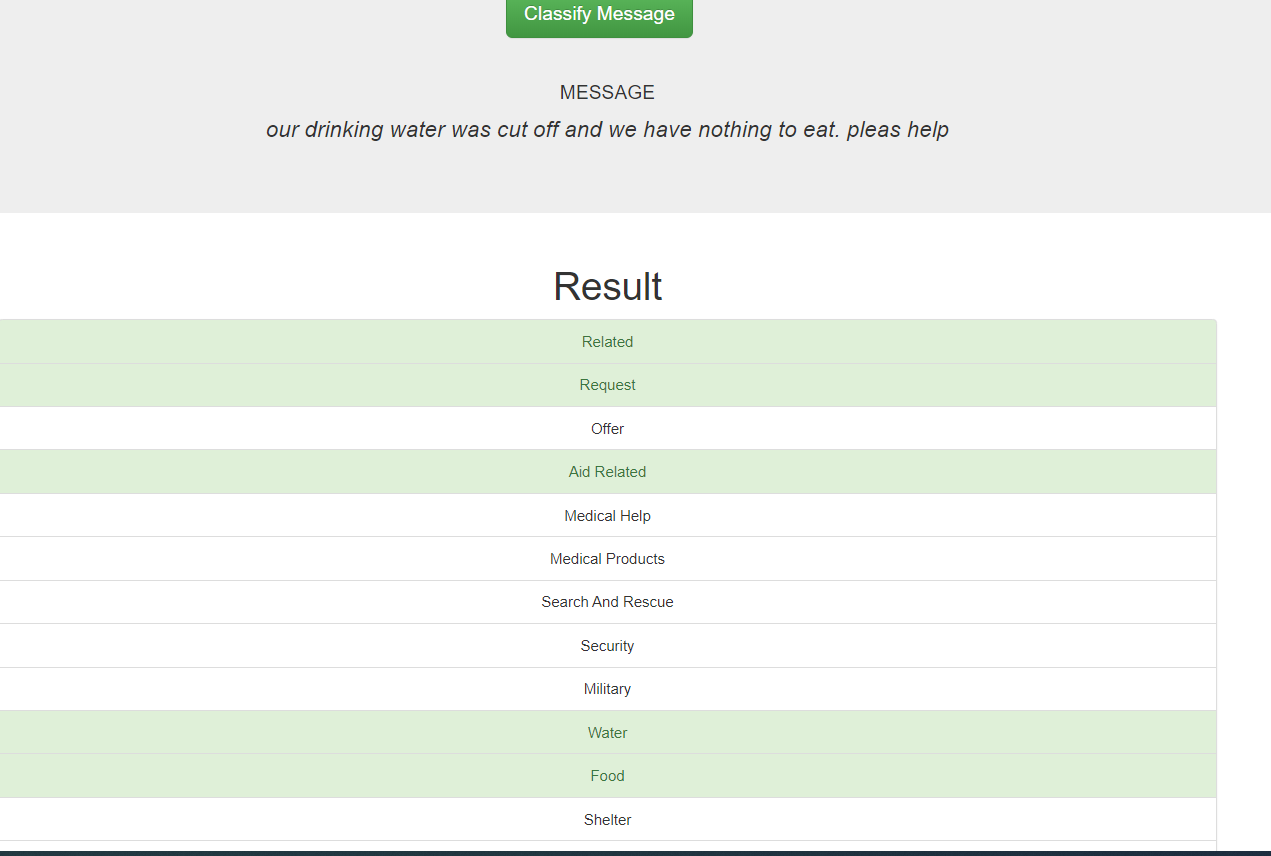 Classify Message
MESSAGE
our drinking water was cut off and we have nothing to eat. pleas help
Result
Related
Request
Offer
Aid Related
Medical Help
Medical Products
Search And Rescue
Security
Military
Water
Food
Shelter